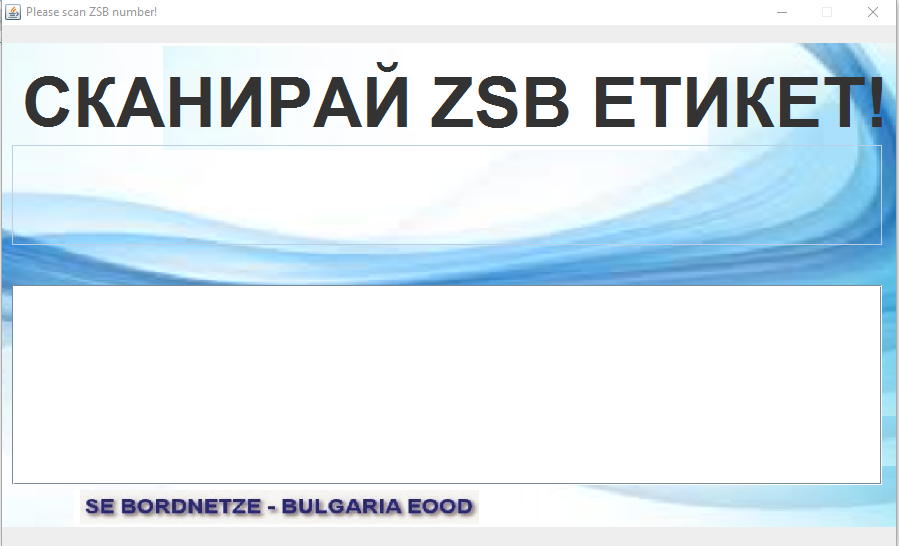 Please scan ZSB number!
СКАНИРАЙ ZSB ЕТИКЕТ!
SE BORDNETZE - BULGARIA EOOD